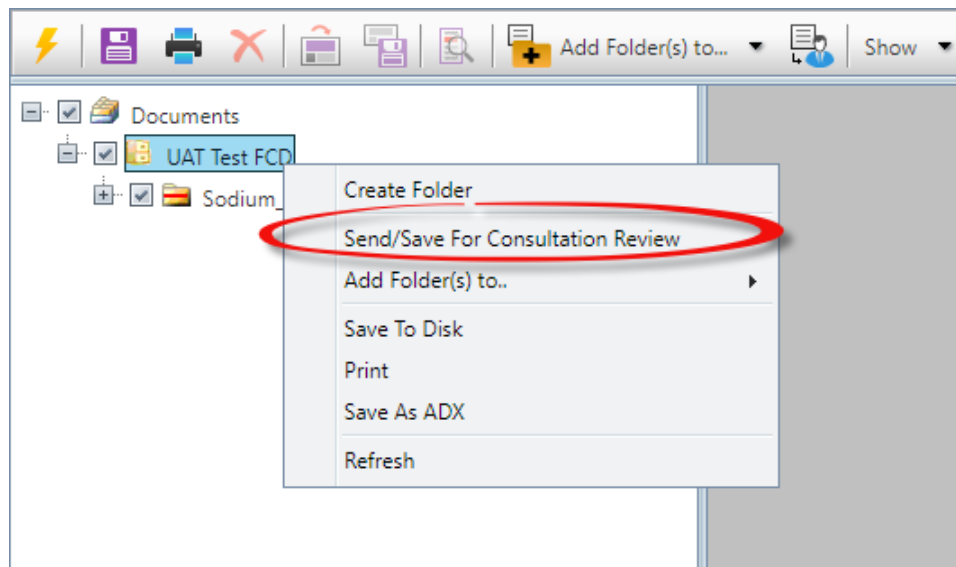 Add Folder(s) to...
Show
Documents
UAT Test FCD
Sodium_
Create Folder
Send/Save For Consultation Review
Add Folder(s) to..
Save To Disk
Print
Save As ADX
Refresh